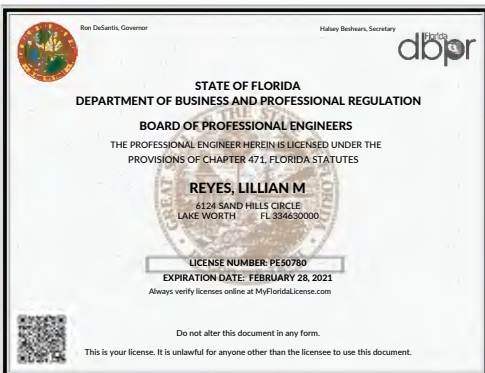 Ron DeSantis, Governor
Halsey Beshears, Secretary
Florida
dbpr
STATE OF FLORIDA
DEPARTMENT OF BUSINESS AND PROFESSIONAL REGULATION
BOARD OF PROFESSIONAL ENGINEERS
THE PROFESSIONAL ENGINEER HEREIN IS LICENSED UNDER THE
PROVISIONS OF CHAPTER 471, FLORIDA STATUTES
REYES, LILLIAN M
6124 SAND HILLS CIRCLE
LAKE WORTH FL 334630000
LICENSE NUMBER: PE50780
EXPIRATION DATE: FEBRUARY 28, 2021
Always verify licenses online at MyFloridaLicense.com
Do not alter this document in any form.
This is your license. It is unlawful for anyone other than the licensee to use this document.